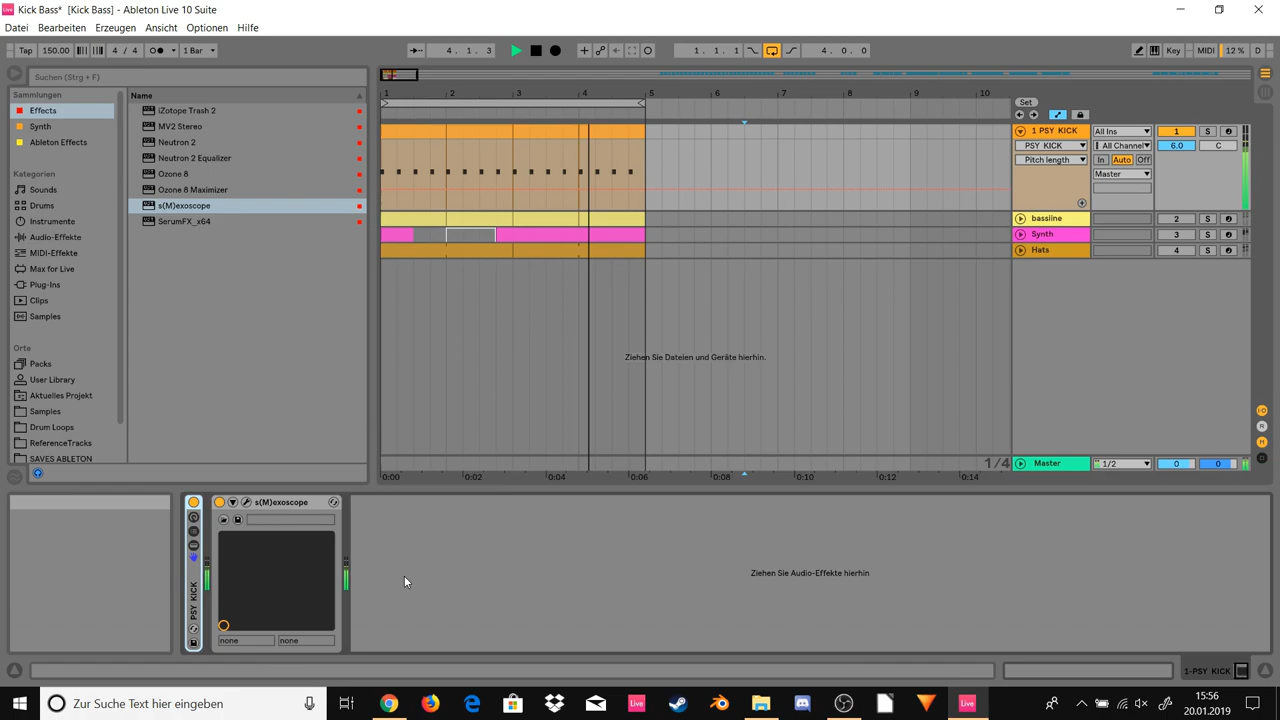 Kick Bass* [Kick Bass] - Ableton Live 10 Suite
Datei Bearbeiten Erzeugen Ansicht Optionen Hilfe
Tap 150.00 4 / 4 1 Bar 4. 1. 3 1. 1. 1 4. 0. 0 Key MIDI 12 % D
Suchen (Strg + F)
Sammlungen
Effects
Synth
Ableton Effects
Kategorien
Sounds
Drums
Instrumente
Audio-Effekte
MIDI-Effekte
Max for Live
Plug-Ins
Clips
Samples
Orte
Packs
User Library
Aktuelles Projekt
Samples
Drum Loops
ReferenceTracks
SAVES ABLETON
Name
iZotope Trash 2
MV2 Stereo
Neutron 2
Neutron 2 Equalizer
Ozone 8
Ozone 8 Maximizer
s(M)exoscope
SerumFX_x64
1 2 3 4 5 6 7 8 9 10
Set
1 PSY KICK All Ins 1 S
PSY KICK All Channel 6.0 C
Pitch length In Auto Off
Master
bassline 2 S
Synth 3 S
Hats 4 S
Ziehen Sie Dateien und Geräte hierhin.
1/4
Master 1/2 0 0
0:00 0:02 0:04 0:06 0:08 0:10 0:12 0:14
I-O
R
M
D
PSY KICK
s(M)exoscope
none none
Ziehen Sie Audio-Effekte hierhin
1-PSY KICK
Zur Suche Text hier eingeben
Live
Live
15:56
20.01.2019